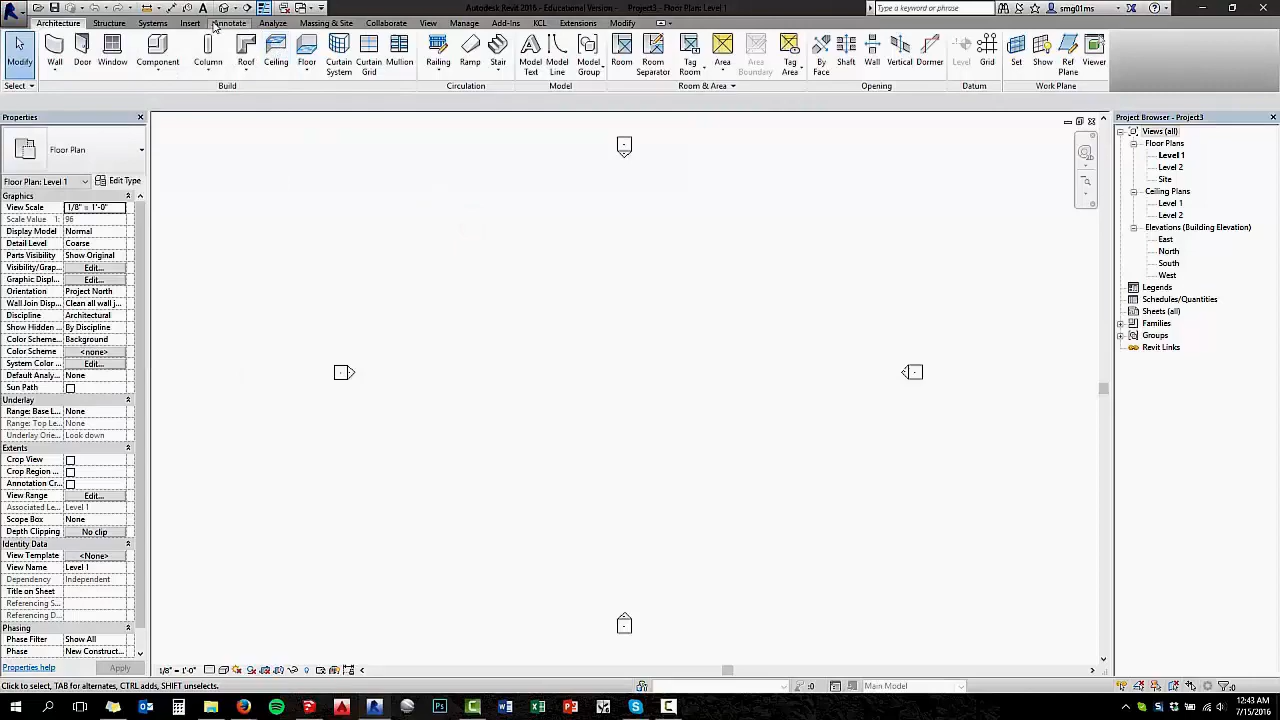 Autodesk Revit 2016 - Educational Version -    Project3 - Floor Plan: Level 1
Type a keyword or phrase
smg01ms
Architecture Structure Systems Insert Annotate Analyze Massing & Site Collaborate View Manage Add-Ins KCL Extensions Modify
Modify Wall Door Window Component Column Roof Ceiling Floor Curtain System Curtain Grid Mullion Railing Ramp Stair Model Text Model Line Model Group Room Room Separator Tag Room Area Area Boundary Tag Area By Face Shaft Wall Vertical Dormer Level Grid Set Show Ref Plane Viewer
Select Build Circulation Model Room & Area Opening Datum Work Plane
Properties
Floor Plan
Floor Plan: Level 1 Edit Type
Graphics
View Scale 1/8" = 1'-0"
Scale Value 1: 96
Display Model Normal
Detail Level Coarse
Parts Visibility Show Original
Visibility/Grap... Edit...
Graphic Displ... Edit...
Orientation Project North
Wall Join Disp... Clean all wall j...
Discipline Architectural
Show Hidden ... By Discipline
Color Scheme... Background
Color Scheme <none>
System Color ... Edit...
Default Analy... None
Sun Path
Underlay
Range: Base L... None
Range: Top Le... None
Underlay Orie... Look down
Extents
Crop View
Crop Region ...
Annotation Cr...
View Range Edit...
Associated Le... Level 1
Scope Box None
Depth Clipping No clip
Identity Data
View Template <None>
View Name Level 1
Dependency Independent
Title on Sheet
Referencing S...
Referencing D...
Phasing
Phase Filter Show All
Phase New Construct...
Properties help Apply
2D
Project Browser - Project3
Views (all)
Floor Plans
Level 1
Level 2
Site
Ceiling Plans
Level 1
Level 2
Elevations (Building Elevation)
East
North
South
West
Legends
Schedules/Quantities
Sheets (all)
Families
Groups
Revit Links
1/8" = 1'-0"
Click to select, TAB for alternates, CTRL adds, SHIFT unselects.
:0
Main Model
:0
12:43 AM
7/15/2016